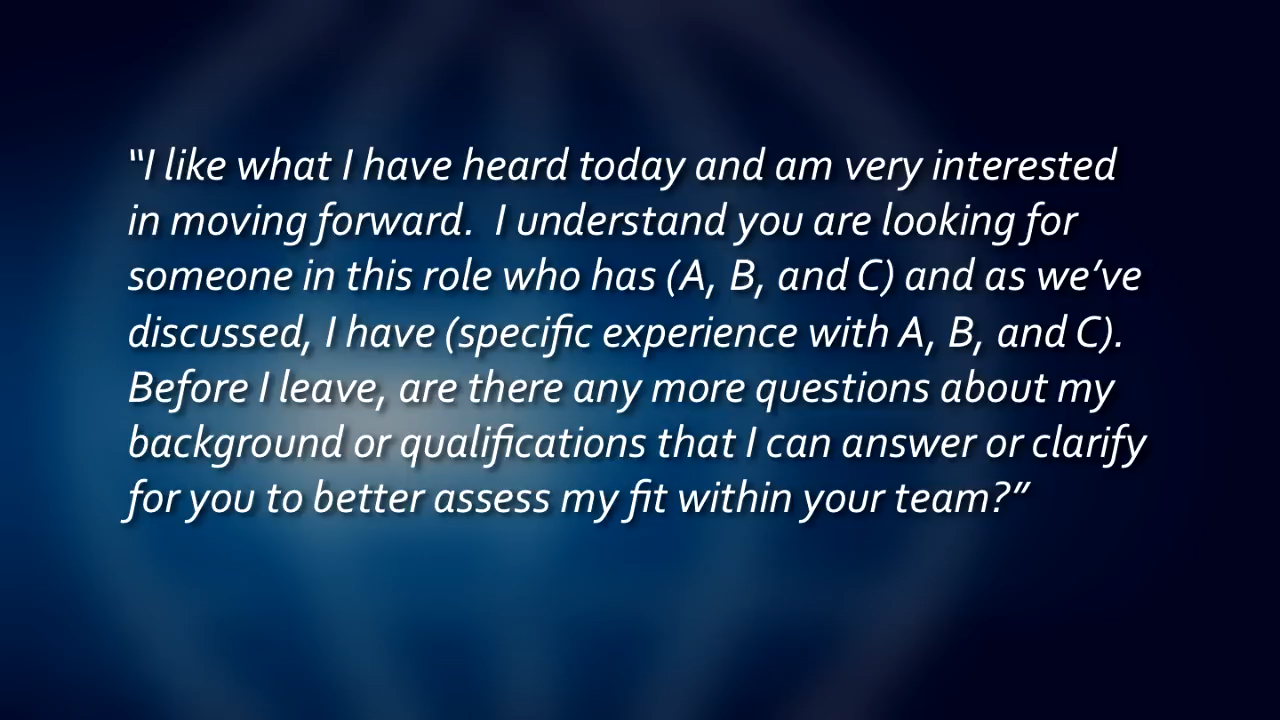 “I like what I have heard today and am very interested
in moving forward.  I understand you are looking for
someone in this role who has (A, B, and C) and as we’ve
discussed, I have (specific experience with A, B, and C).
Before I leave, are there any more questions about my
background or qualifications that I can answer or clarify
for you to better assess my fit within your team?”